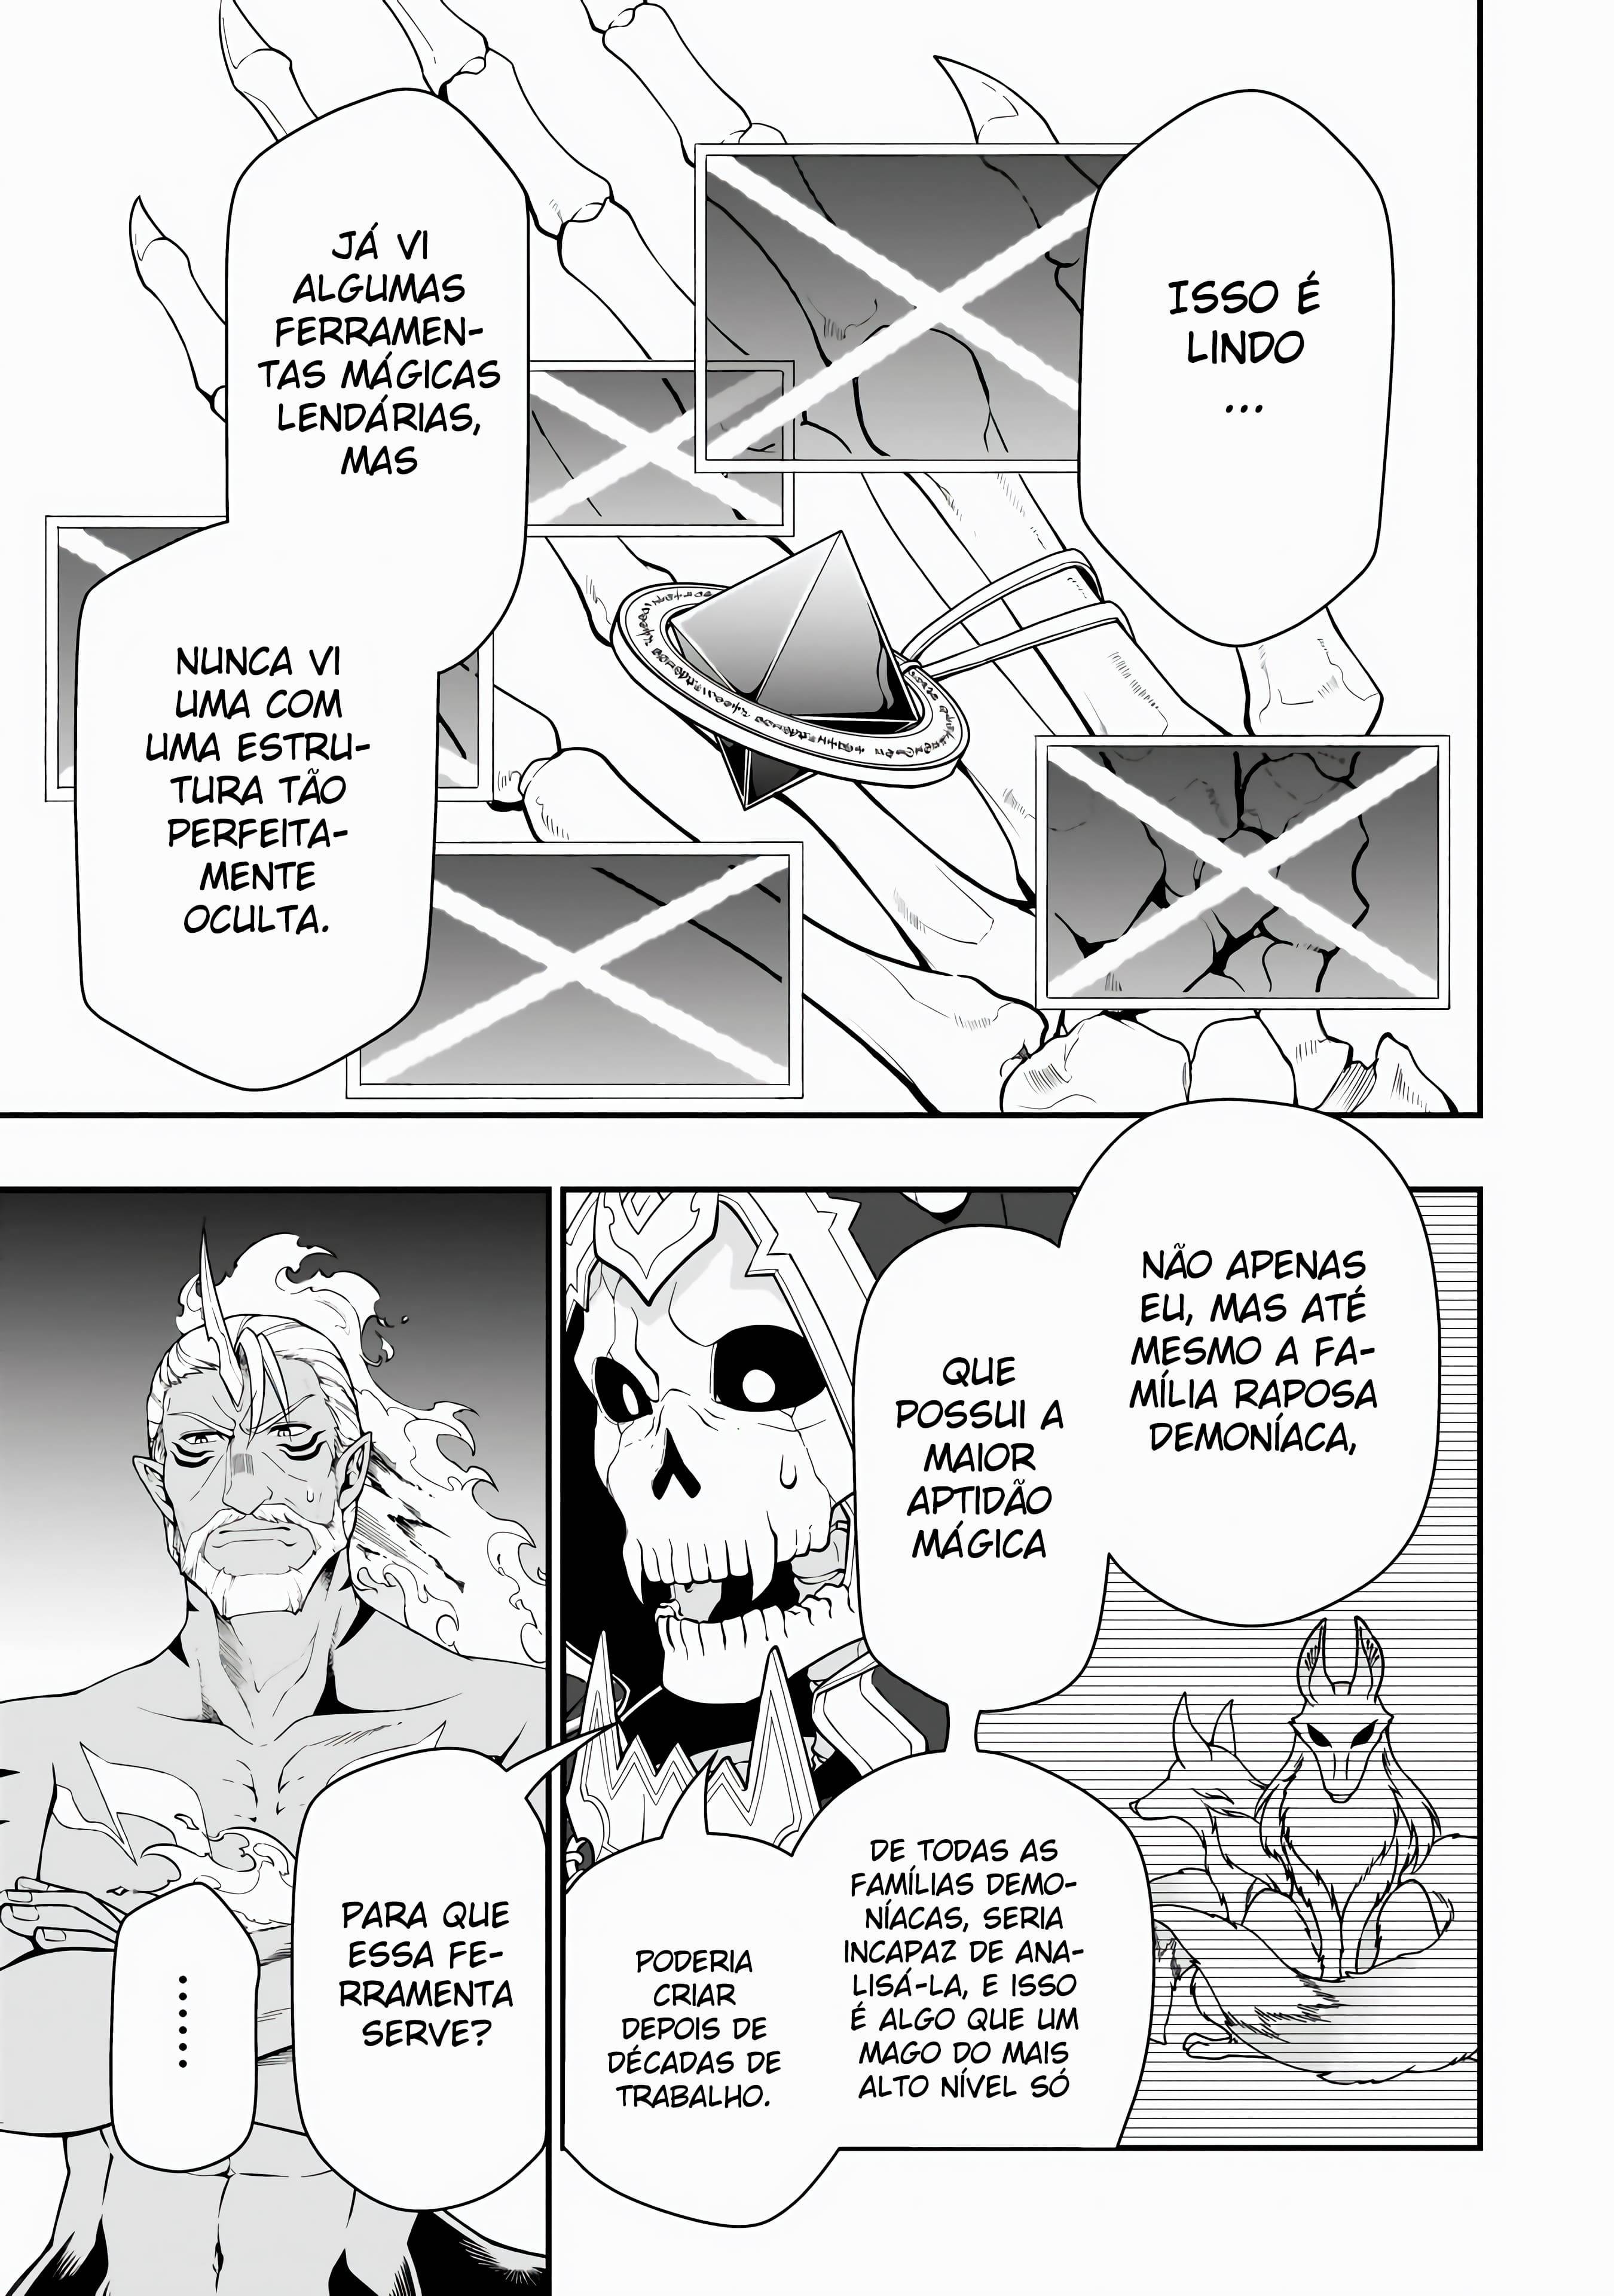 ISSO É
LINDO
...
JÁ VI
ALGUMAS
FERRAMEN-
TAS MÁGICAS
LENDÁRIAS,
MAS
NUNCA VI
UMA COM
UMA ESTRU-
TURA TÃO
PERFEITA-
MENTE
OCULTA.
NÃO APENAS
EU, MAS ATÉ
MESMO A FA-
MÍLIA RAPOSA
DEMONÍACA,
QUE
POSSUI A
MAIOR
APTIDÃO
MÁGICA
DE TODAS AS
FAMÍLIAS DEMO-
NÍACAS, SERIA
INCAPAZ DE ANA-
LISÁ-LA, E ISSO
É ALGO QUE UM
MAGO DO MAIS
ALTO NÍVEL SÓ
PODERIA
CRIAR
DEPOIS DE
DÉCADAS DE
TRABALHO.
PARA QUE
ESSA FE-
RRAMENTA
SERVE?
......